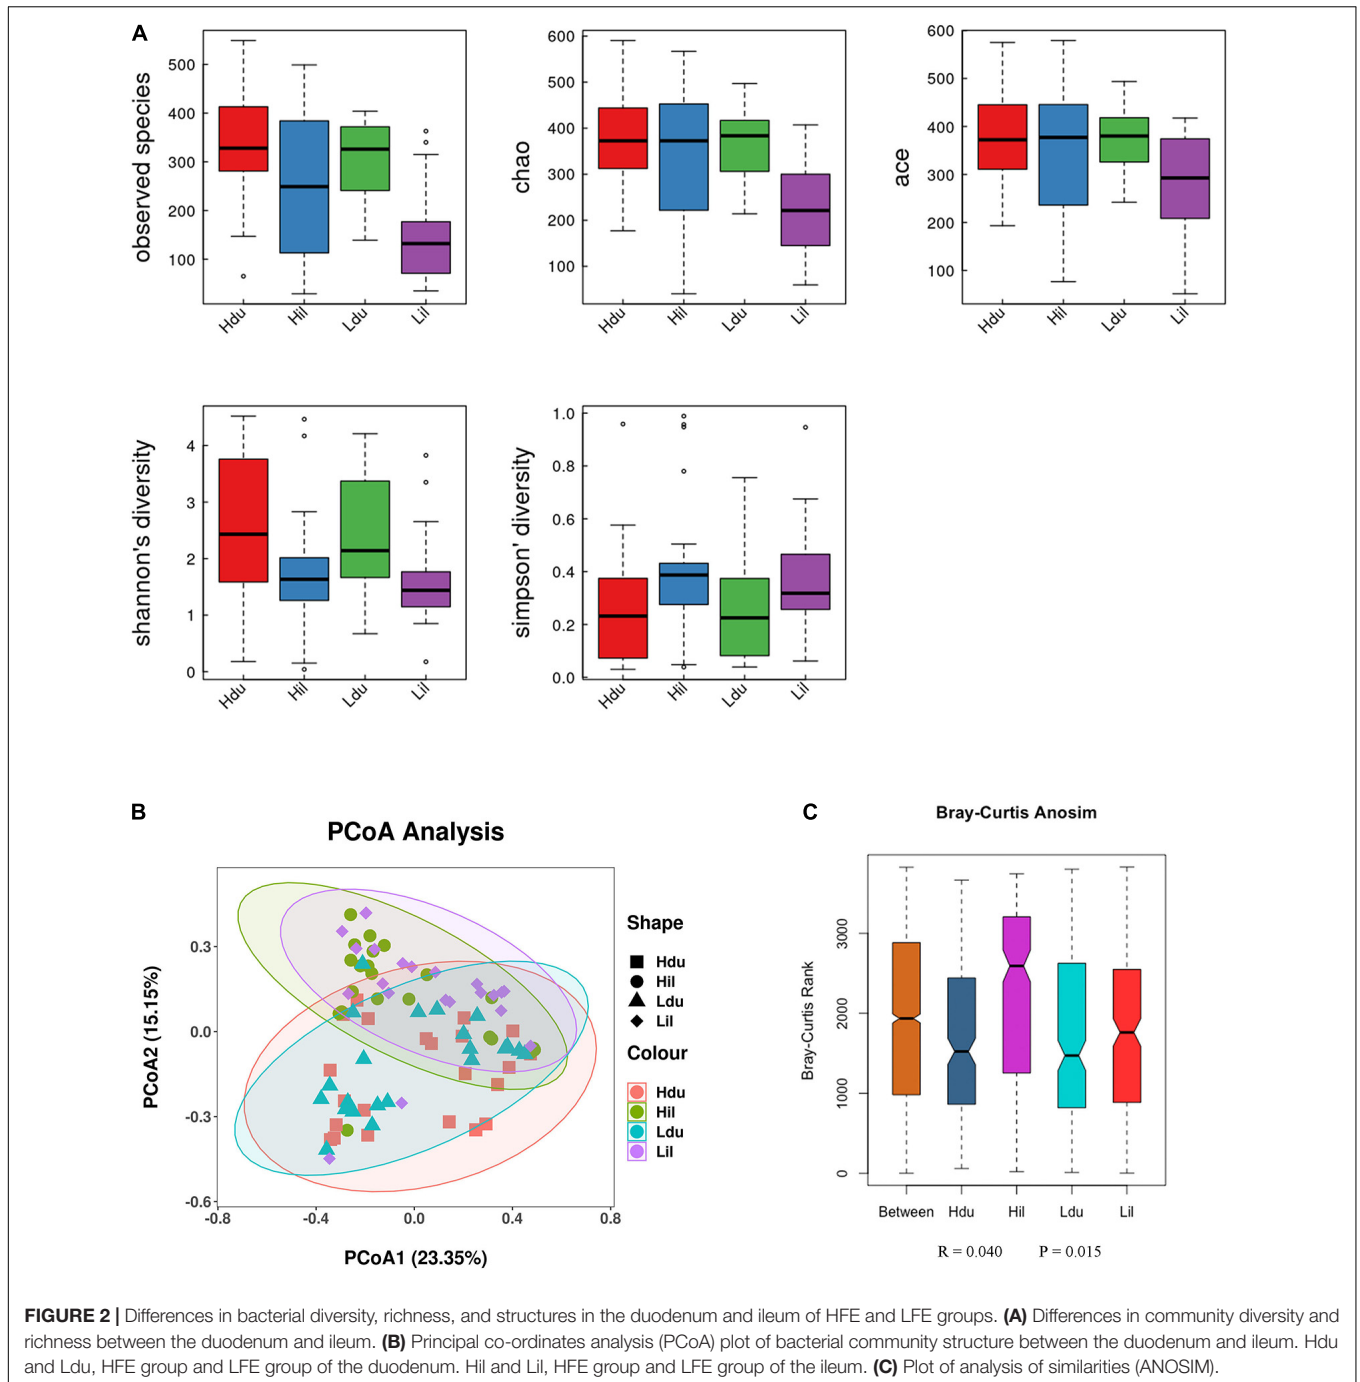 A
observed species
500
400
300
200
100
Hdu
Hil
Ldu
Lil
chao
600
500
400
300
200
100
Hdu
Hil
Ldu
Lil
ace
600
500
400
300
200
100
Hdu
Hil
Ldu
Lil
shannon's diversity
4
3
2
1
0
Hdu
Hil
Ldu
Lil
simpson' diversity
1.0
0.8
0.6
0.4
0.2
0.0
Hdu
Hil
Ldu
Lil
B
PCoA Analysis
PCoA2 (15.15%)
0.3
0.0
-0.3
-0.6
-0.8
-0.4
0.0
0.4
0.8
PCoA1 (23.35%)
Shape
Hdu
Hil
Ldu
Lil
Colour
Hdu
Hil
Ldu
Lil
C
Bray-Curtis Anosim
Bray-Curtis Rank
3000
2000
1000
0
Between
Hdu
Hil
Ldu
Lil
R = 0.040
P = 0.015
FIGURE 2 | Differences in bacterial diversity, richness, and structures in the duodenum and ileum of HFE and LFE groups. (A) Differences in community diversity and
richness between the duodenum and ileum. (B) Principal co-ordinates analysis (PCoA) plot of bacterial community structure between the duodenum and ileum. Hdu
and Ldu, HFE group and LFE group of the duodenum. Hil and Lil, HFE group and LFE group of the ileum. (C) Plot of analysis of similarities (ANOSIM).